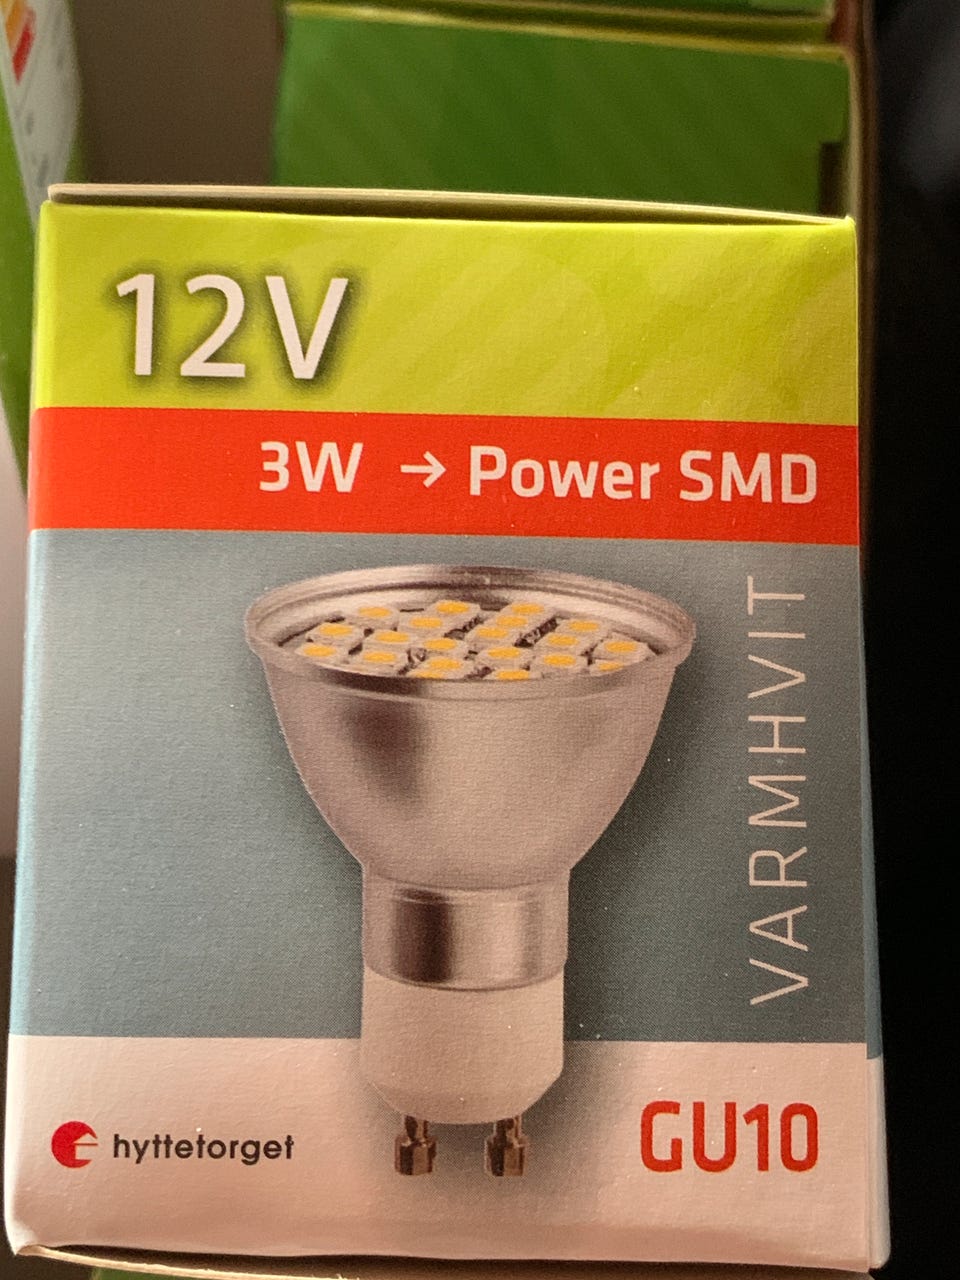 12V
3W → Power SMD
VARMHVIT
hyttetorget
GU10